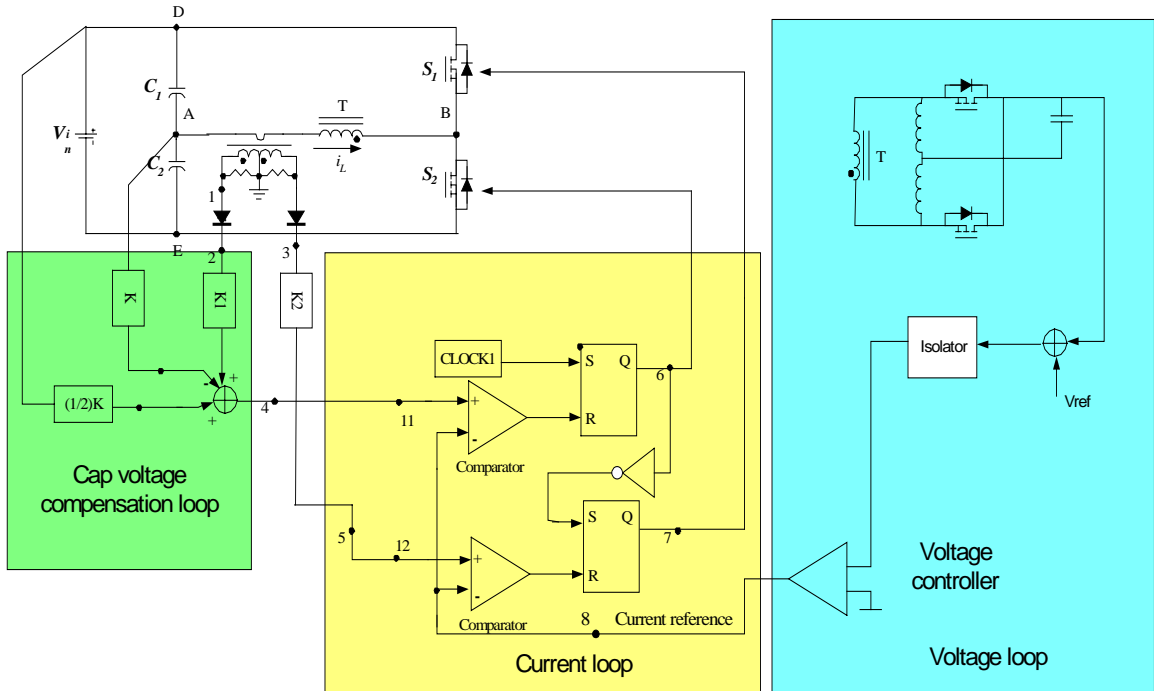 D
S1
C1
A
T
B
Vi
n
C2
iL
S2
1
E
2
3
K
K1
K2
(1/2)K
-
+
+
4
Cap voltage
compensation loop
CLOCK1
S
Q
6
R
11
+
-
Comparator
S
Q
7
R
5
12
+
-
Comparator
8
Current reference
Current loop
T
Isolator
Vref
Voltage
controller
Voltage loop